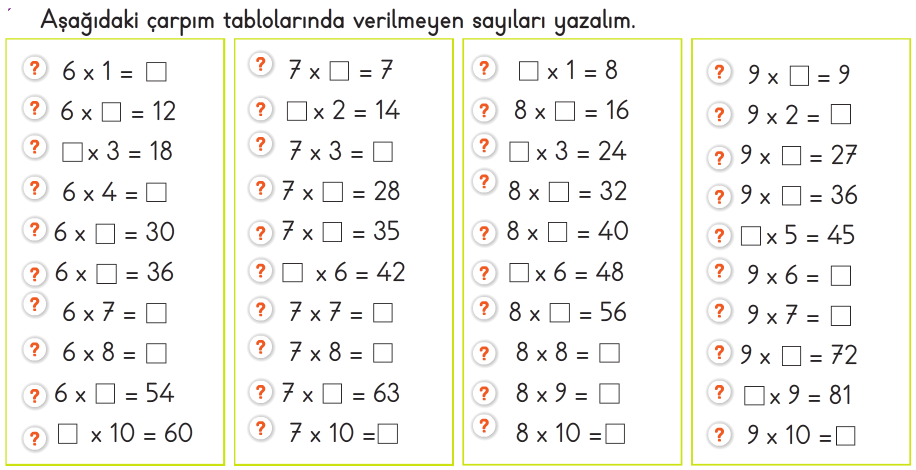 Aşağıdaki çarpım tablolarında verilmeyen sayıları yazalım.
? 6 x 1 = □
? 6 x □ = 12
? □ x 3 = 18
? 6 x 4 = □
? 6 x □ = 30
? 6 x □ = 36
? 6 x 7 = □
? 6 x 8 = □
? 6 x □ = 54
? □ x 10 = 60
? 7 x □ = 7
? □ x 2 = 14
? 7 x 3 = □
? 7 x □ = 28
? 7 x □ = 35
? □ x 6 = 42
? 7 x 7 = □
? 7 x 8 = □
? 7 x □ = 63
? 7 x 10 =□
? □ x 1 = 8
? 8 x □ = 16
? □ x 3 = 24
? 8 x □ = 32
? 8 x □ = 40
? □ x 6 = 48
? 8 x □ = 56
? 8 x 8 = □
? 8 x 9 = □
? 8 x 10 =□
? 9 x □ = 9
? 9 x 2 = □
? 9 x □ = 27
? 9 x □ = 36
? □ x 5 = 45
? 9 x 6 = □
? 9 x 7 = □
? 9 x □ = 72
? □ x 9 = 81
? 9 x 10 =□